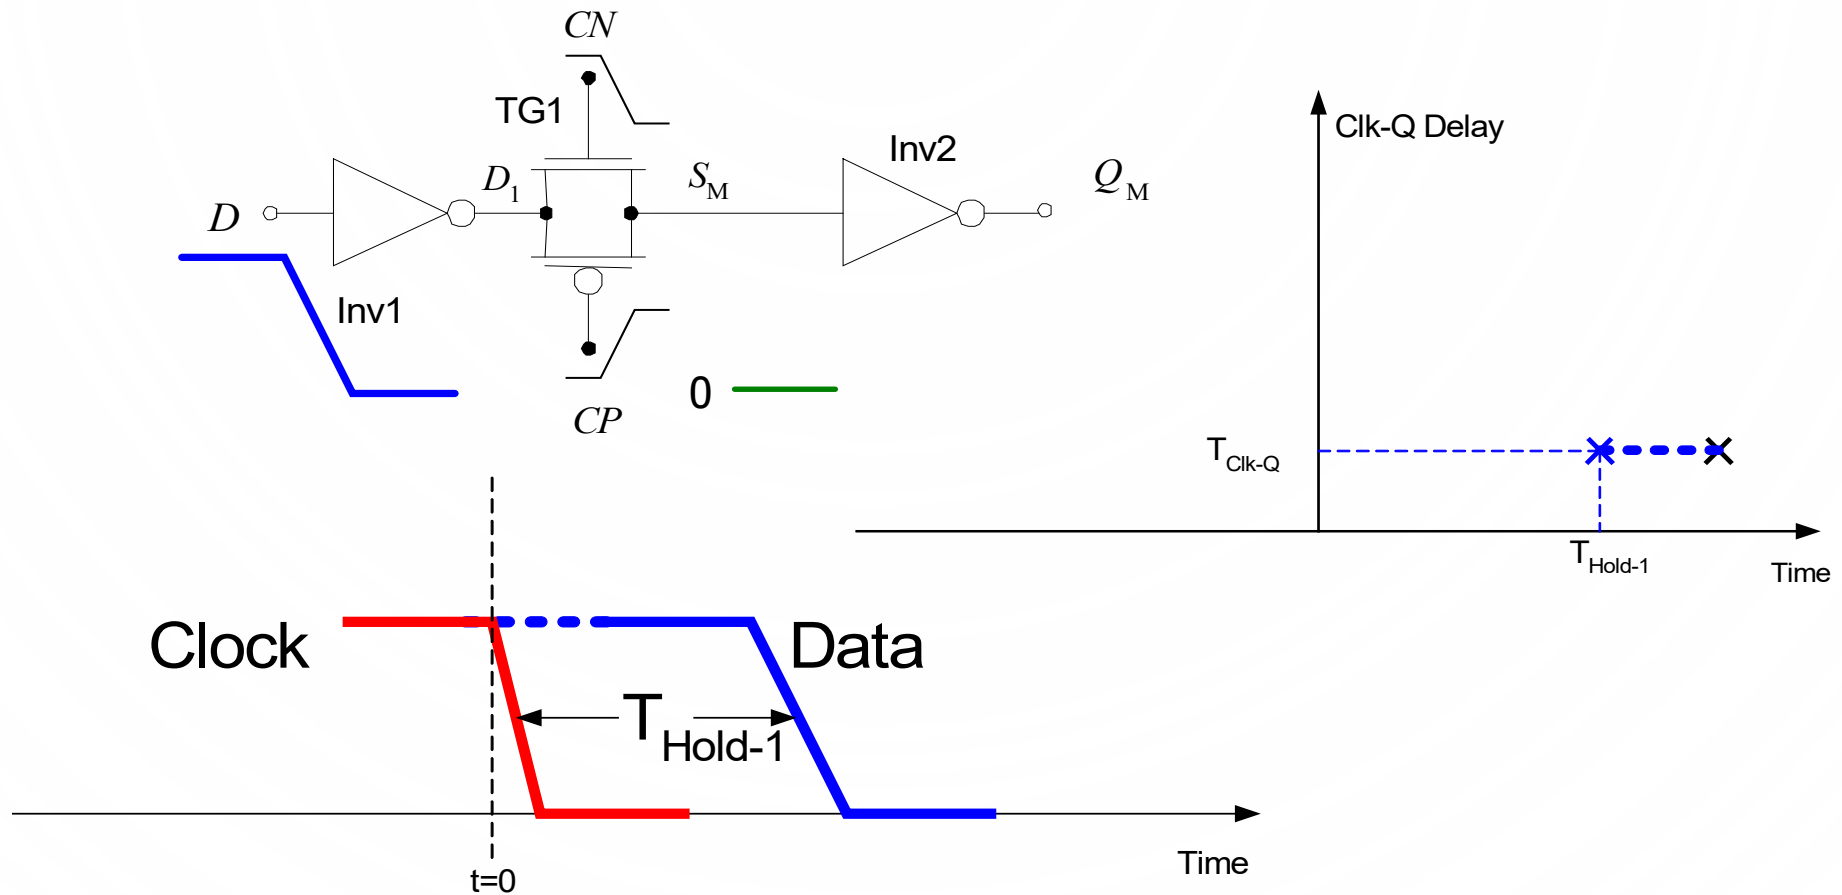 CN
TG1
Clk-Q Delay
Inv2
D
D1
SM
QM
Inv1
0
CP
TClk-Q
THold-1
Time
Clock
Data
THold-1
Time
t=0